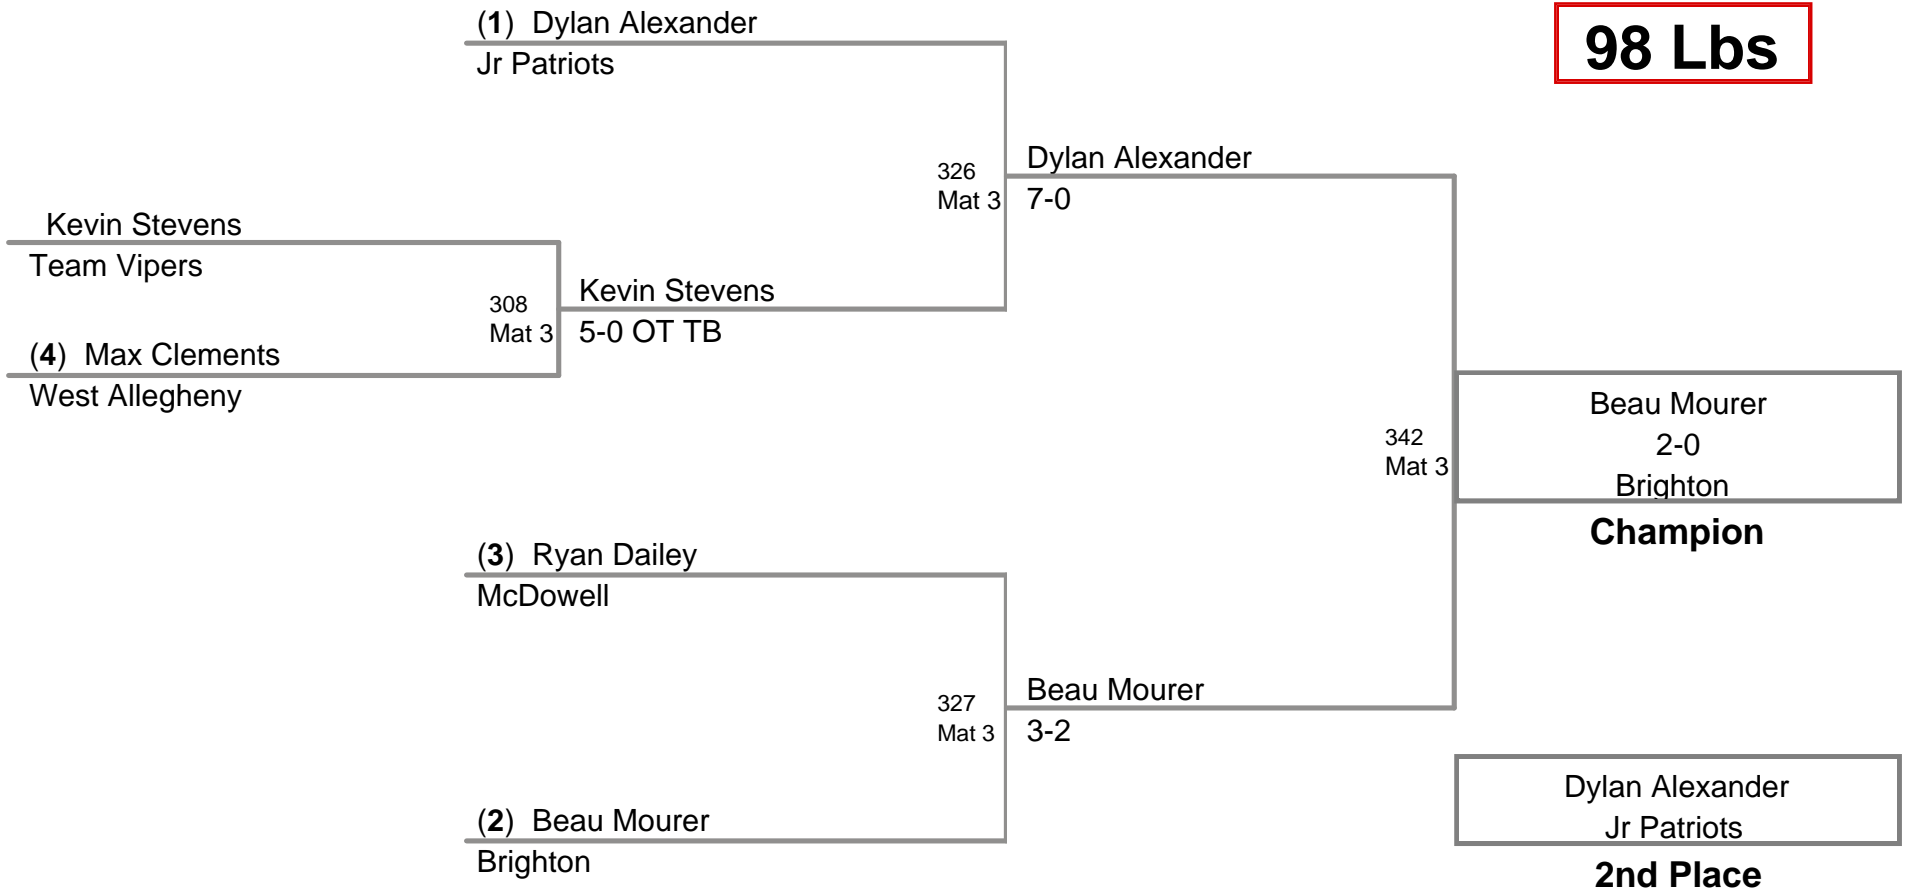 (1) Dylan Alexander
Jr Patriots
98 Lbs
326
Mat 3
Dylan Alexander
7-0
Kevin Stevens
Team Vipers
308
Mat 3
Kevin Stevens
5-0 OT TB
(4) Max Clements
West Allegheny
342
Mat 3
Beau Mourer
2-0
Brighton
Champion
(3) Ryan Dailey
McDowell
327
Mat 3
Beau Mourer
3-2
(2) Beau Mourer
Brighton
Dylan Alexander
Jr Patriots
2nd Place